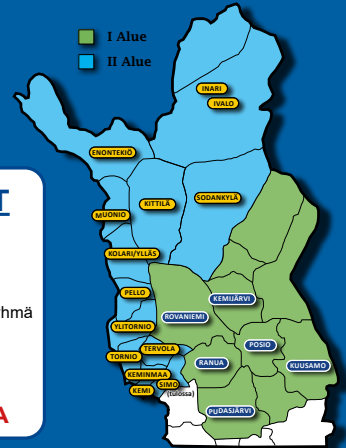 I Alue
II Alue
INARI
IVALO
ENONTEKIÖ
T
KITTILÄ
SODANKYLÄ
MUONIO
KOLARI/YLLÄS
PELLO
KEMIJÄRVI
hmä
ROVANIEMI
YLITORNIO
TERVOLA
POSIO
TORNIO
RANUA
KUUSAMO
KEMINMAA
SIMO
KEMI
(tulossa)
PUDASJÄRVI
A